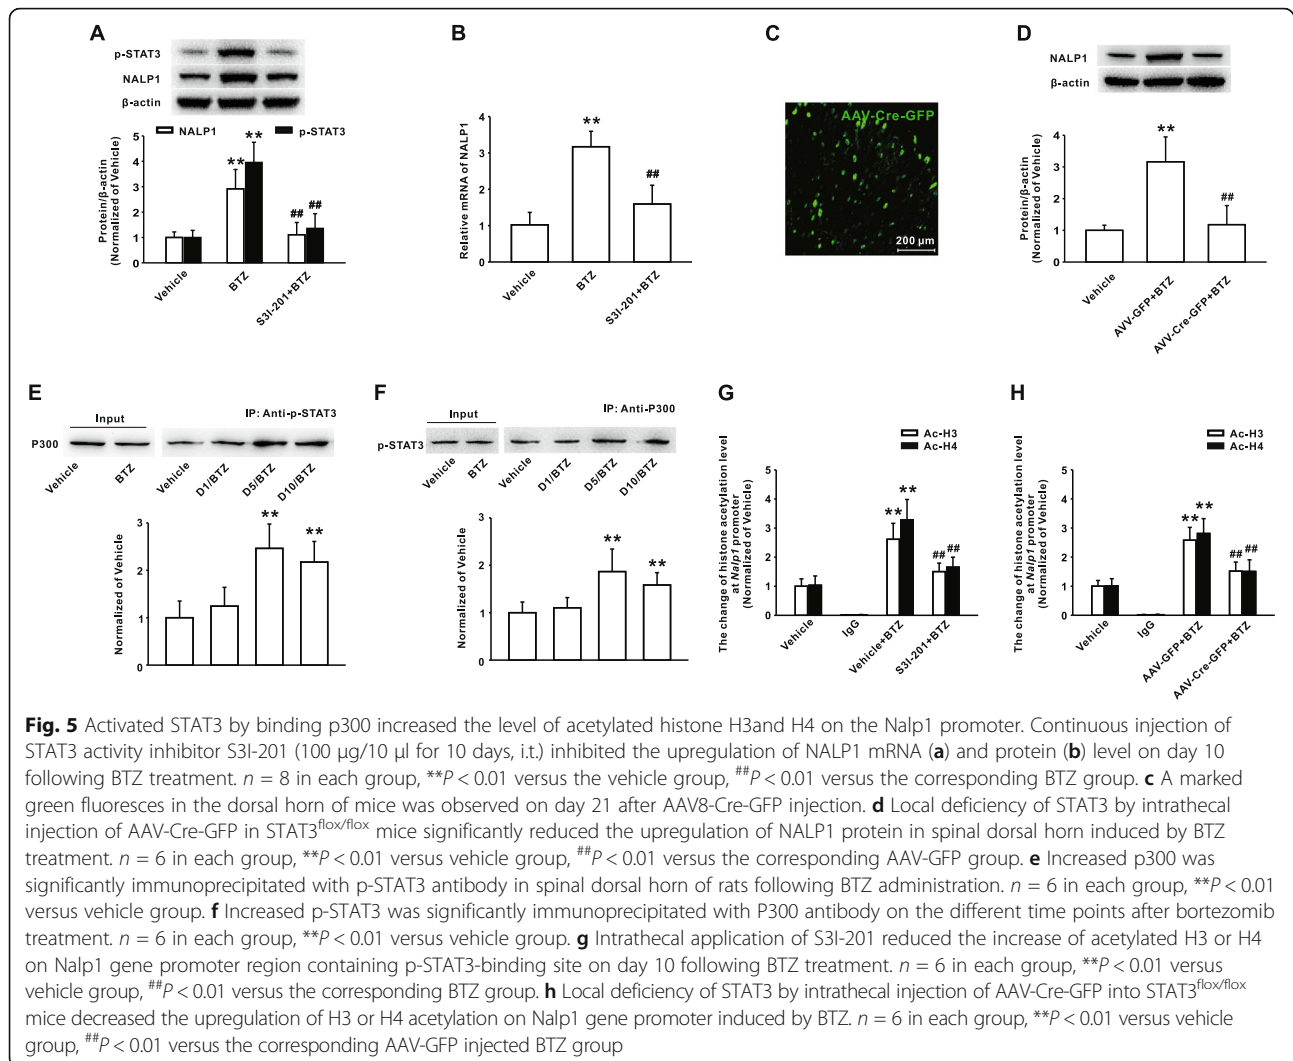 A
p-STAT3
NALP1
β-actin
NALP1
p-STAT3
Protein/β-actin
(Normalized of Vehicle)
5
4
3
2
1
0
**
**
##
##
Vehicle
BTZ
S3I-201+BTZ
B
Relative mRNA of NALP1
4
3
2
1
0
**
##
Vehicle
BTZ
S3I-201+BTZ
C
AAV-Cre-GFP
200 μm
D
NALP1
β-actin
Protein/β-actin
(Normalized of Vehicle)
4
3
2
1
0
**
##
Vehicle
AVV-GFP+BTZ
AVV-Cre-GFP+BTZ
E
Input
IP: Anti-p-STAT3
P300
Vehicle
BTZ
Vehicle
D1/BTZ
D5/BTZ
D10/BTZ
Normalized of Vehicle
3
2
1
0
**
**
F
Input
IP: Anti-P300
p-STAT3
Vehicle
BTZ
Vehicle
D1/BTZ
D5/BTZ
D10/BTZ
Normalized of Vehicle
3
2
1
0
**
**
G
Ac-H3
Ac-H4
The change of histone acetylation level
at Nalp1 promoter
(Normalized of Vehicle)
5
4
3
2
1
0
**
**
##
##
Vehicle
IgG
Vehicle+BTZ
S3I-201+BTZ
H
Ac-H3
Ac-H4
The change of histone acetylation level
at Nalp1 promoter
(Normalized of Vehicle)
5
4
3
2
1
0
**
**
##
##
Vehicle
IgG
AAV-GFP+BTZ
AAV-Cre-GFP+BTZ
Fig. 5 Activated STAT3 by binding p300 increased the level of acetylated histone H3and H4 on the Nalp1 promoter. Continuous injection of
STAT3 activity inhibitor S3I-201 (100 μg/10 μl for 10 days, i.t.) inhibited the upregulation of NALP1 mRNA (a) and protein (b) level on day 10
following BTZ treatment. n = 8 in each group, **P < 0.01 versus the vehicle group, ##P < 0.01 versus the corresponding BTZ group. c A marked
green fluoresces in the dorsal horn of mice was observed on day 21 after AAV8-Cre-GFP injection. d Local deficiency of STAT3 by intrathecal
injection of AAV-Cre-GFP in STAT3flox/flox mice significantly reduced the upregulation of NALP1 protein in spinal dorsal horn induced by BTZ
treatment. n = 6 in each group, **P < 0.01 versus vehicle group, ##P < 0.01 versus the corresponding AAV-GFP group. e Increased p300 was
significantly immunoprecipitated with p-STAT3 antibody in spinal dorsal horn of rats following BTZ administration. n = 6 in each group, **P < 0.01
versus vehicle group. f Increased p-STAT3 was significantly immunoprecipitated with P300 antibody on the different time points after bortezomib
treatment. n = 6 in each group, **P < 0.01 versus vehicle group. g Intrathecal application of S3I-201 reduced the increase of acetylated H3 or H4
on Nalp1 gene promoter region containing p-STAT3-binding site on day 10 following BTZ treatment. n = 6 in each group, **P < 0.01 versus
vehicle group, ##P < 0.01 versus the corresponding BTZ group. h Local deficiency of STAT3 by intrathecal injection of AAV-Cre-GFP into STAT3flox/flox
mice decreased the upregulation of H3 or H4 acetylation on Nalp1 gene promoter induced by BTZ. n = 6 in each group, **P < 0.01 versus vehicle
group, ##P < 0.01 versus the corresponding AAV-GFP injected BTZ group